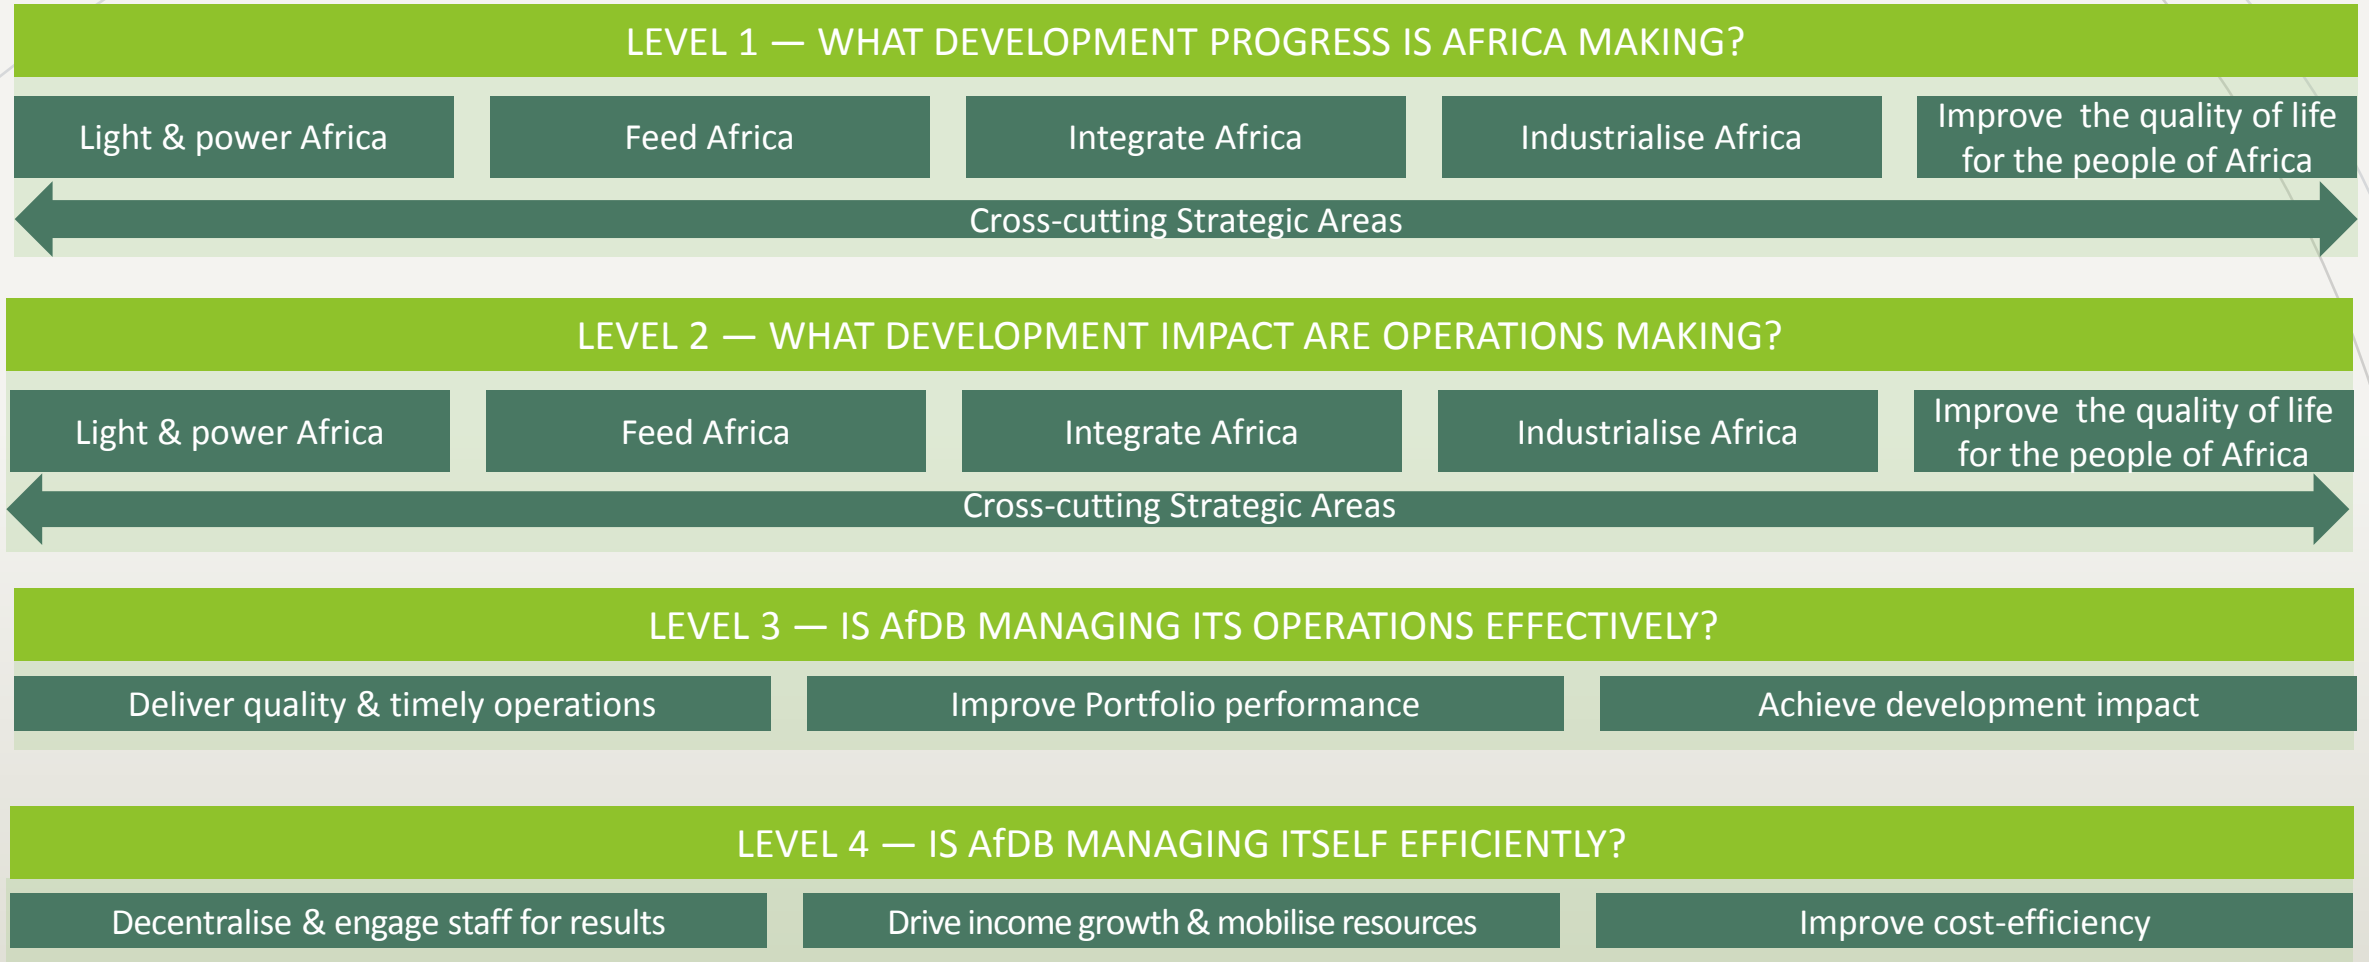 LEVEL 1 — WHAT DEVELOPMENT PROGRESS IS AFRICA MAKING?
Light & power Africa
Feed Africa
Integrate Africa
Industrialise Africa
Improve  the quality of life
for the people of Africa
Cross-cutting Strategic Areas
LEVEL 2 — WHAT DEVELOPMENT IMPACT ARE OPERATIONS MAKING?
Light & power Africa
Feed Africa
Integrate Africa
Industrialise Africa
Improve  the quality of life
for the people of Africa
Cross-cutting Strategic Areas
LEVEL 3 — IS AfDB MANAGING ITS OPERATIONS EFFECTIVELY?
Deliver quality & timely operations
Improve Portfolio performance
Achieve development impact
LEVEL 4 — IS AfDB MANAGING ITSELF EFFICIENTLY?
Decentralise & engage staff for results
Drive income growth & mobilise resources
Improve cost-efficiency